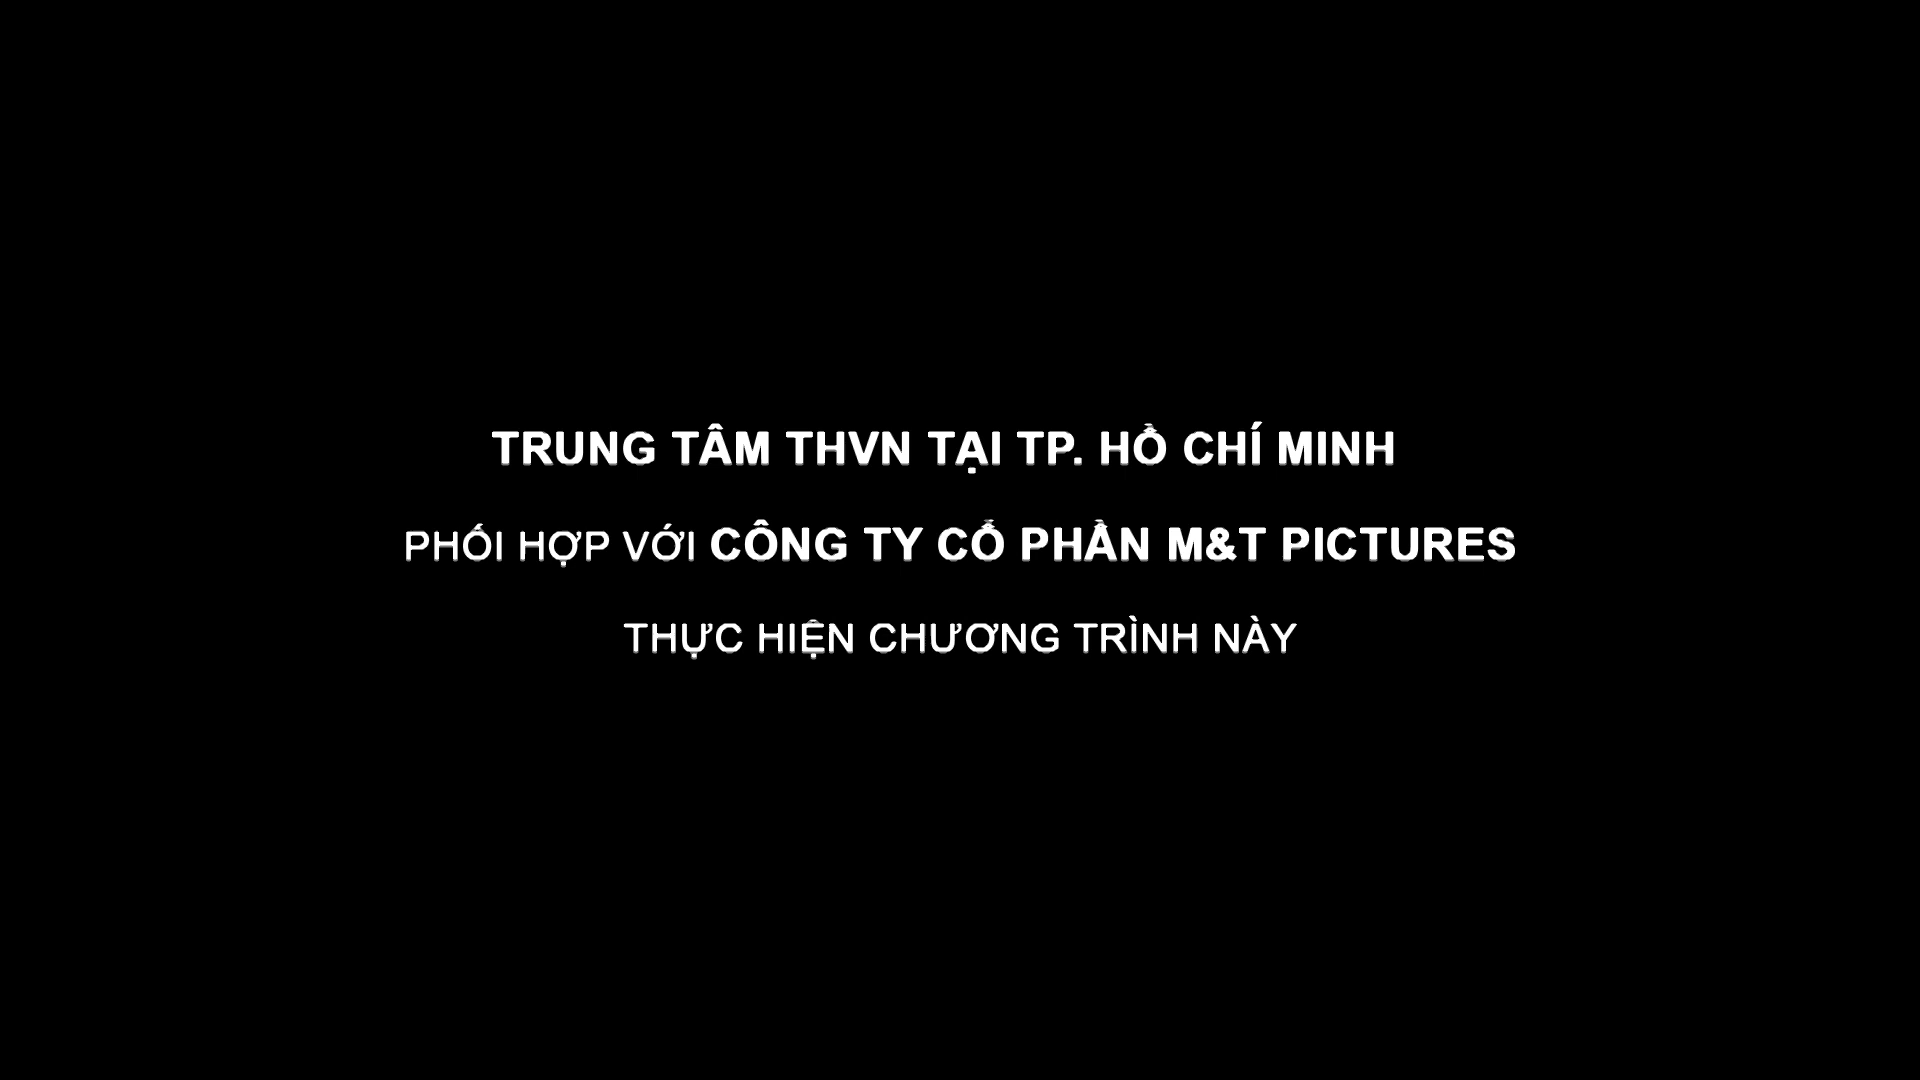 TRUNG TÂM THVN TẠI TP. HỒ CHÍ MINH
PHỐI HỢP VỚI CÔNG TY CỔ PHẦN M&T PICTURES
THỰC HIỆN CHƯƠNG TRÌNH NÀY